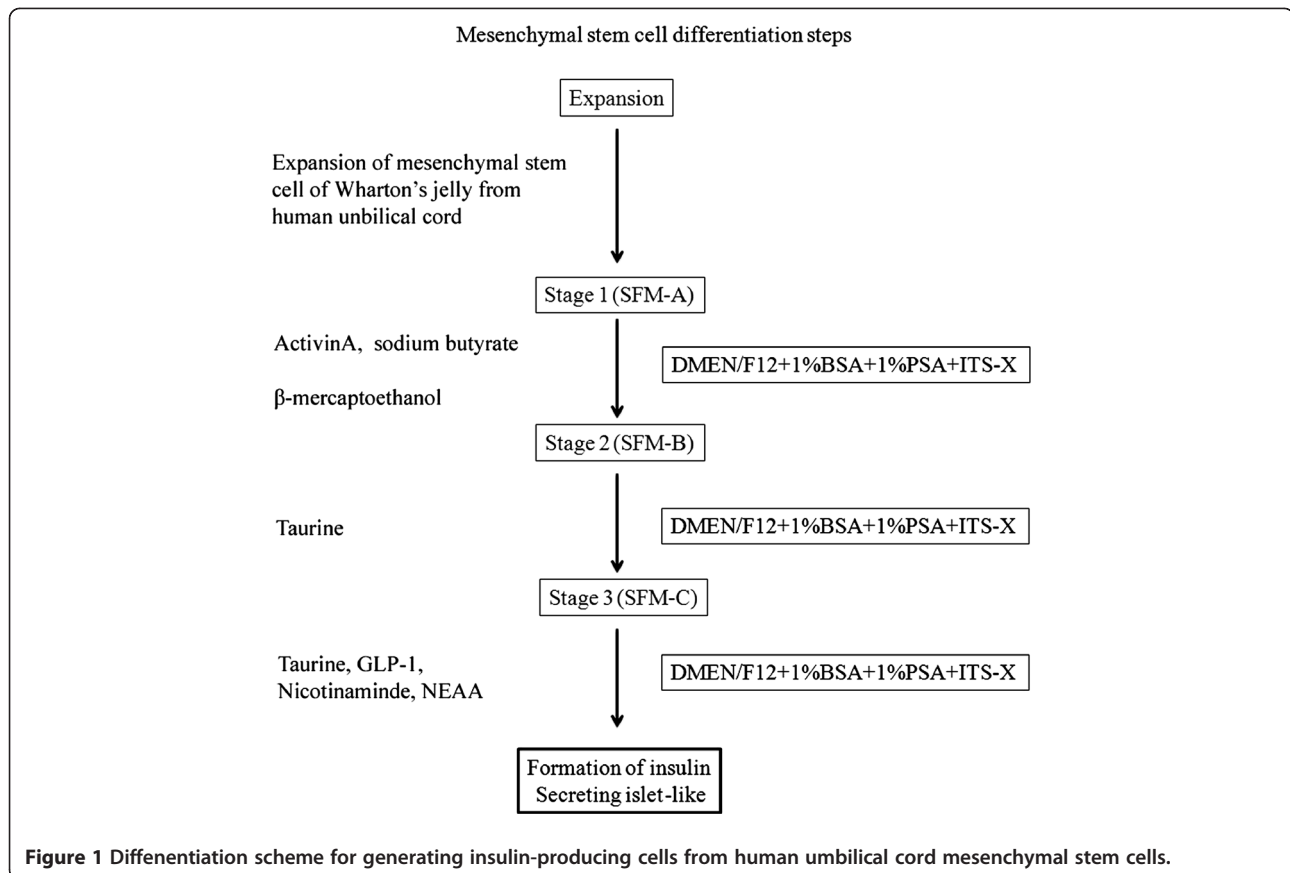 Mesenchymal stem cell differentiation steps
Expansion
Expansion of mesenchymal stem
cell of Wharton's jelly from
human unbilical cord
Stage 1 (SFM-A)
ActivinA, sodium butyrate
β-mercaptoethanol
DMEN/F12+1%BSA+1%PSA+ITS-X
Stage 2 (SFM-B)
Taurine
DMEN/F12+1%BSA+1%PSA+ITS-X
Stage 3 (SFM-C)
Taurine, GLP-1,
Nicotinaminde, NEAA
DMEN/F12+1%BSA+1%PSA+ITS-X
Formation of insulin
Secreting islet-like
Figure 1 Diffenentiation scheme for generating insulin-producing cells from human umbilical cord mesenchymal stem cells.